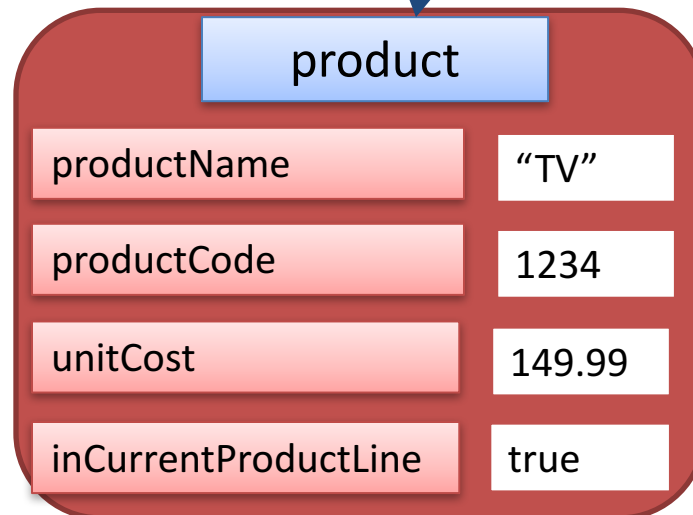 product
productName “TV”
productCode 1234
unitCost 149.99
inCurrentProductLine true